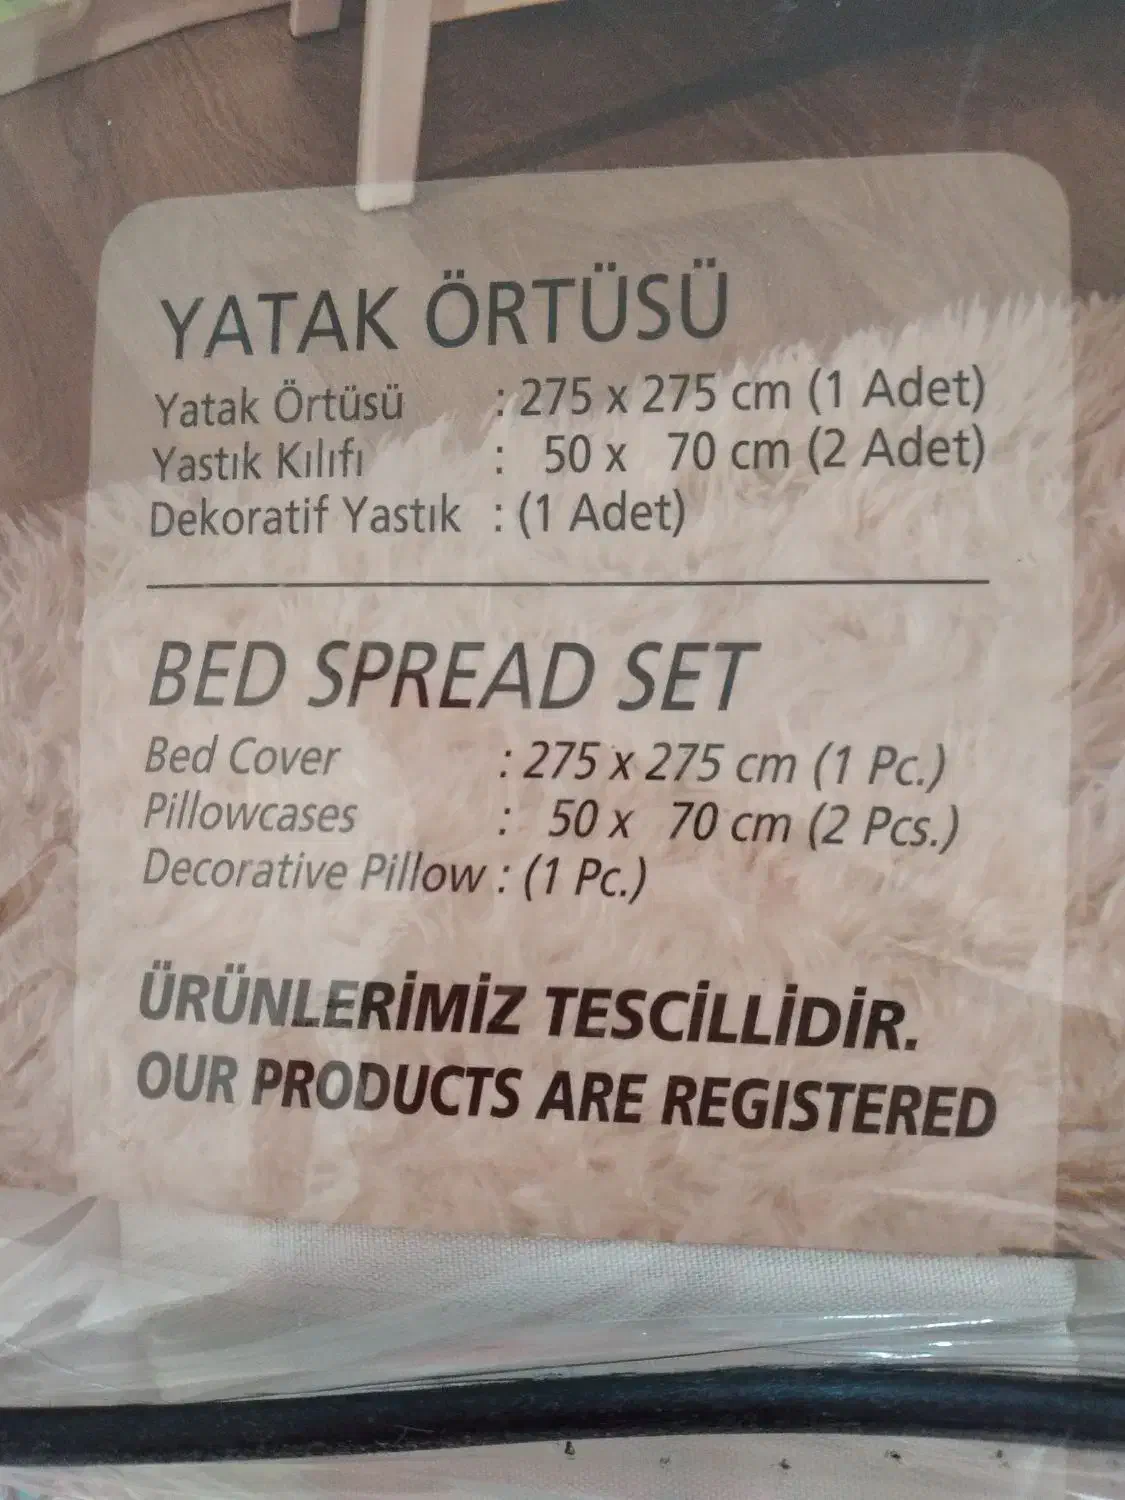 YATAK ÖRTÜSÜ
Yatak Örtüsü : 275 x 275 cm (1 Adet)
Yastık Kılıfı : 50 x 70 cm (2 Adet)
Dekoratif Yastık : (1 Adet)
BED SPREAD SET
Bed Cover : 275 x 275 cm (1 Pc.)
Pillowcases : 50 x 70 cm (2 Pcs.)
Decorative Pillow : (1 Pc.)
ÜRÜNLERİMİZ TESCİLLİDİR.
OUR PRODUCTS ARE REGISTERED